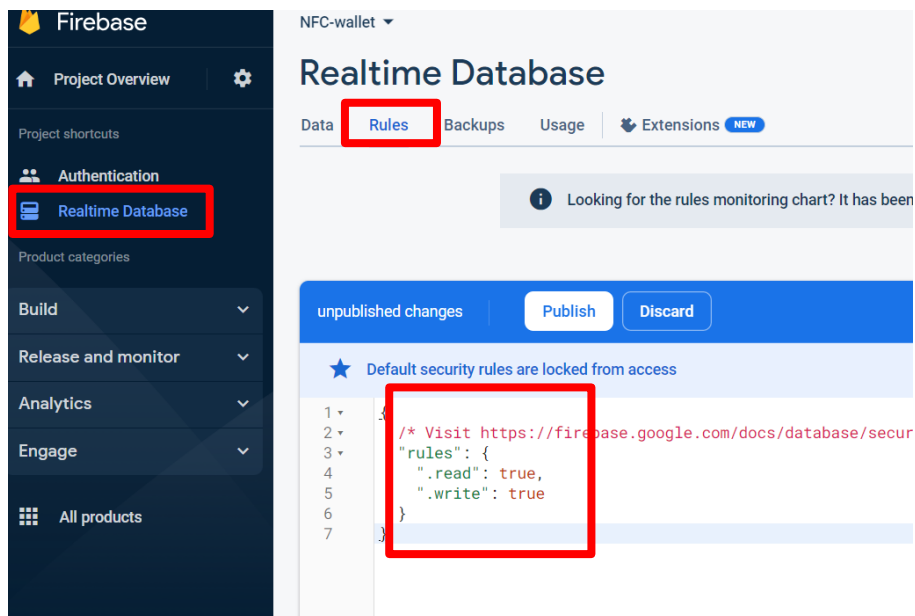 Firebase
Project Overview
Project shortcuts
Authentication
Realtime Database
Product categories
Build
Release and monitor
Analytics
Engage
All products
NFC-wallet
Realtime Database
Data Rules Backups Usage Extensions NEW
Looking for the rules monitoring chart? It has been
unpublished changes Publish Discard
Default security rules are locked from access
1 {
2 /* Visit https://firebase.google.com/docs/database/secur
3 "rules": {
4 ".read": true,
5 ".write": true
6 }
7 }